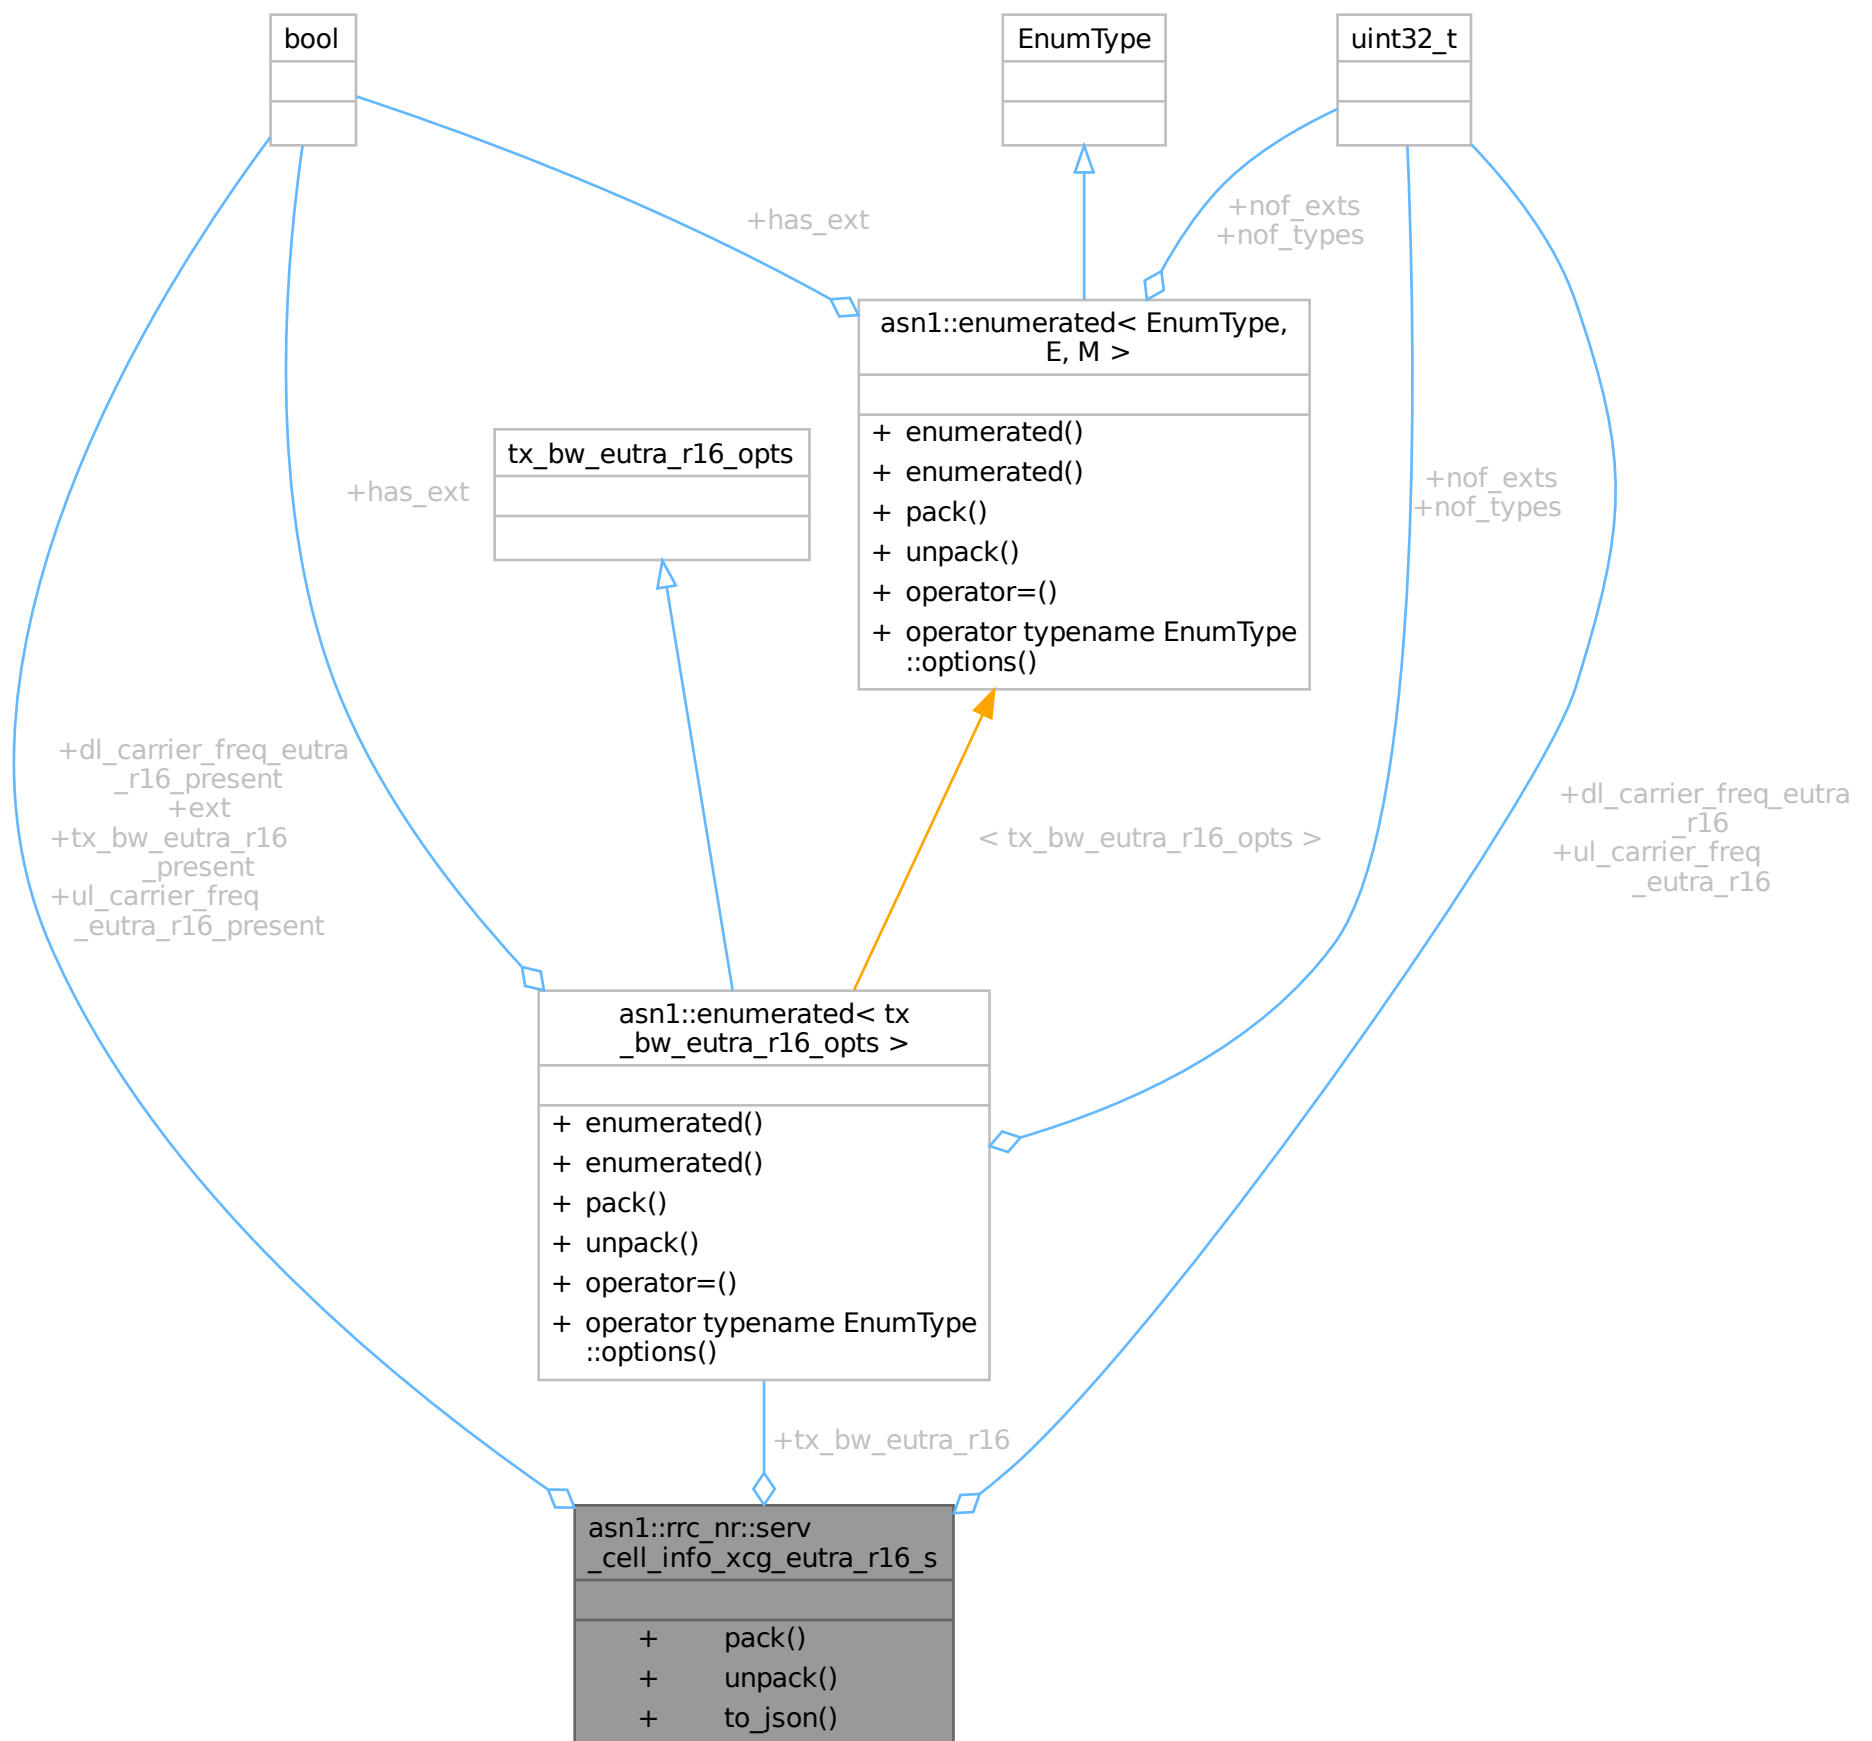 bool
EnumType
uint32_t
+has_ext
+nof_exts
+nof_types
asn1::enumerated< EnumType,
E, M >
+ enumerated()
+ enumerated()
+ pack()
+ unpack()
+ operator=()
+ operator typename EnumType
::options()
tx_bw_eutra_r16_opts
+has_ext
+nof_exts
+nof_types
+dl_carrier_freq_eutra
_r16_present
+ext
+tx_bw_eutra_r16
_present
+ul_carrier_freq
_eutra_r16_present
< tx_bw_eutra_r16_opts >
+dl_carrier_freq_eutra
_r16
+ul_carrier_freq
_eutra_r16
asn1::enumerated< tx
_bw_eutra_r16_opts >
+ enumerated()
+ enumerated()
+ pack()
+ unpack()
+ operator=()
+ operator typename EnumType
::options()
+tx_bw_eutra_r16
asn1::rrc_nr::serv
_cell_info_xcg_eutra_r16_s
+ pack()
+ unpack()
+ to_json()